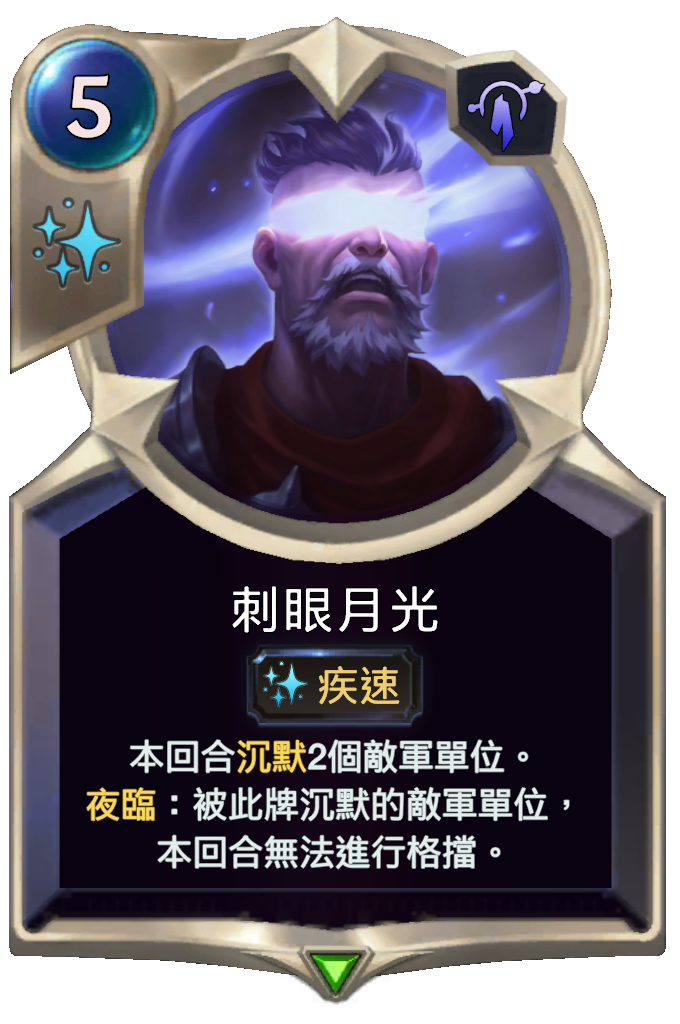 5
刺眼月光
疾速
本回合沉默2個敵軍單位。
夜臨：被此牌沉默的敵軍單位，
本回合無法進行格擋。